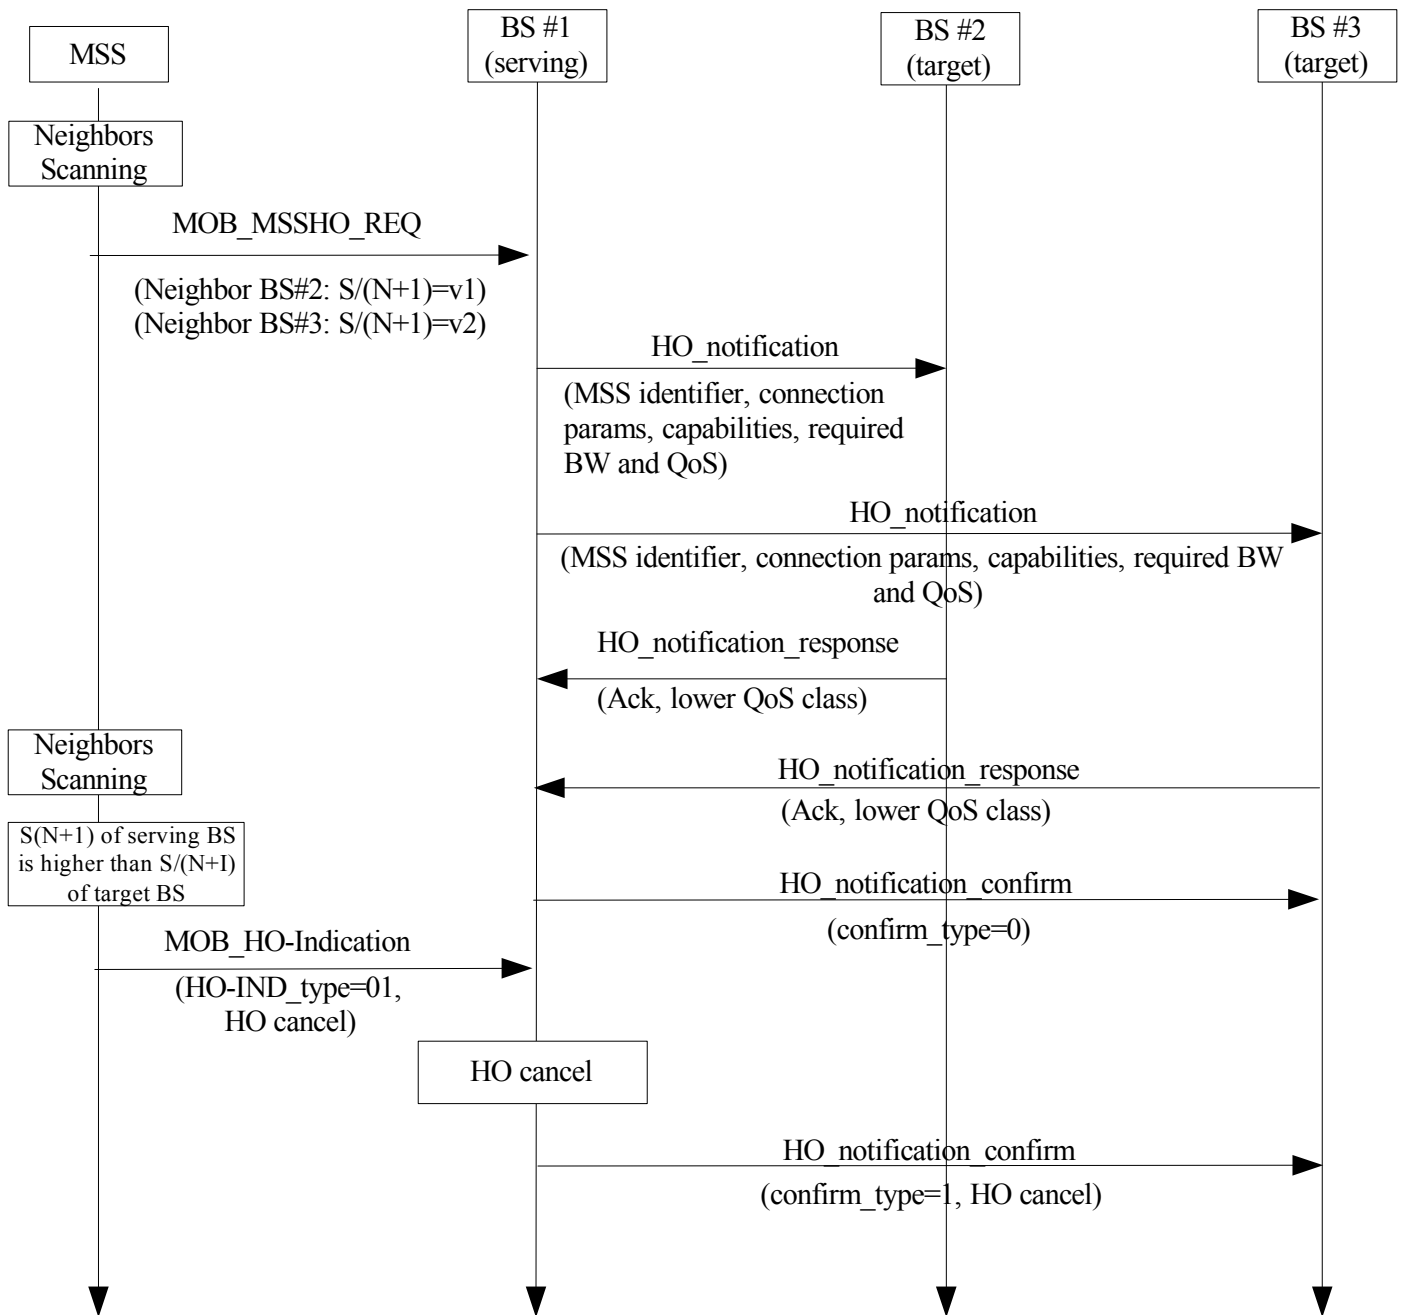 MSS
BS #1
(serving)
BS #2
(target)
BS #3
(target)
Neighbors
Scanning
MOB_MSSHO_REQ
(Neighbor BS#2: S/(N+1)=v1)
(Neighbor BS#3: S/(N+1)=v2)
HO_notification
(MSS identifier, connection
params, capabilities, required
BW and QoS)
HO_notification
(MSS identifier, connection params, capabilities, required BW
and QoS)
HO_notification_response
(Ack, lower QoS class)
Neighbors
Scanning
HO_notification_response
(Ack, lower QoS class)
S(N+1) of serving BS
is higher than S/(N+I)
of target BS
HO_notification_confirm
(confirm_type=0)
MOB_HO-Indication
(HO-IND_type=01,
HO cancel)
HO cancel
HO_notification_confirm
(confirm_type=1, HO cancel)